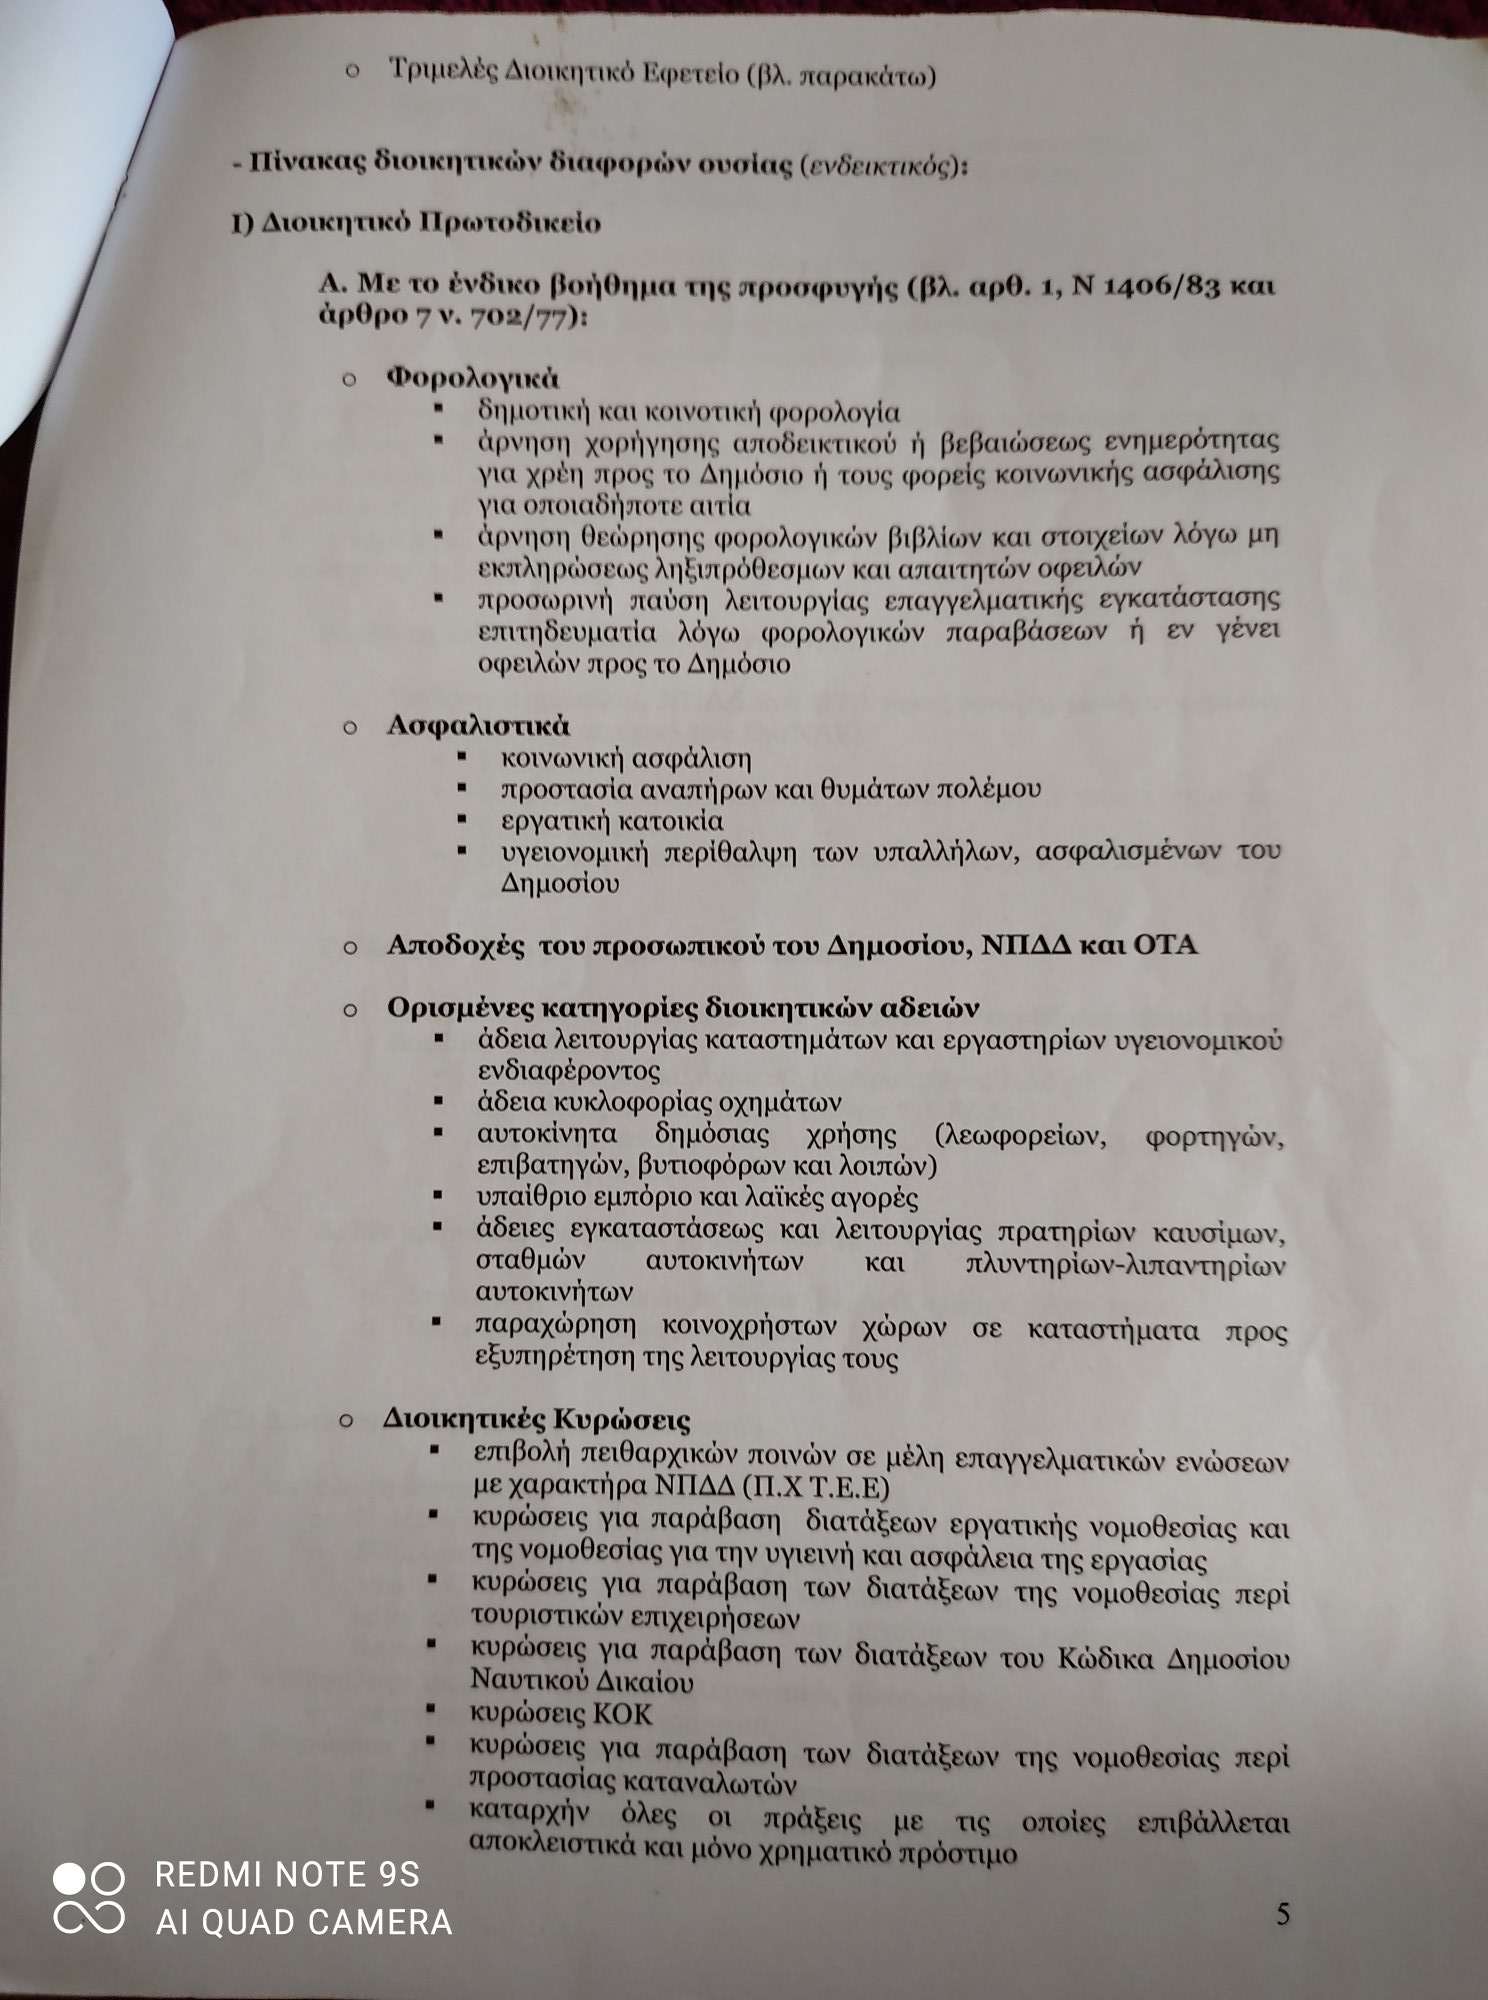 o Τριμελές Διοικητικό Εφετείο (βλ. παρακάτω)
- Πίνακας διοικητικών διαφορών ουσίας (ενδεικτικός):
I) Διοικητικό Πρωτοδικείο
Α. Με το ένδικο βοήθημα της προσφυγής (βλ. αρθ. 1, Ν 1406/83 και
άρθρο 7 ν. 702/77):
o Φορολογικά
▪ δημοτική και κοινοτική φορολογία
▪ άρνηση χορήγησης αποδεικτικού ή βεβαιώσεως ενημερότητας
για χρέη προς το Δημόσιο ή τους φορείς κοινωνικής ασφάλισης
για οποιαδήποτε αιτία
▪ άρνηση θεώρησης φορολογικών βιβλίων και στοιχείων λόγω μη
εκπληρώσεως ληξιπρόθεσμων και απαιτητών οφειλών
▪ προσωρινή παύση λειτουργίας επαγγελματικής εγκατάστασης
επιτηδευματία λόγω φορολογικών παραβάσεων ή εν γένει
οφειλών προς το Δημόσιο
o Ασφαλιστικά
▪ κοινωνική ασφάλιση
▪ προστασία αναπήρων και θυμάτων πολέμου
▪ εργατική κατοικία
▪ υγειονομική περίθαλψη των υπαλλήλων, ασφαλισμένων του
Δημοσίου
o Αποδοχές του προσωπικού του Δημοσίου, ΝΠΔΔ και ΟΤΑ
o Ορισμένες κατηγορίες διοικητικών αδειών
▪ άδεια λειτουργίας καταστημάτων και εργαστηρίων υγειονομικού
ενδιαφέροντος
▪ άδεια κυκλοφορίας οχημάτων
▪ αυτοκίνητα δημόσιας χρήσης (λεωφορείων, φορτηγών,
επιβατηγών, βυτιοφόρων και λοιπών)
▪ υπαίθριο εμπόριο και λαϊκές αγορές
▪ άδειες εγκαταστάσεως και λειτουργίας πρατηρίων καυσίμων,
σταθμών αυτοκινήτων και πλυντηρίων-λιπαντηρίων
αυτοκινήτων
▪ παραχώρηση κοινοχρήστων χώρων σε καταστήματα προς
εξυπηρέτηση της λειτουργίας τους
o Διοικητικές Κυρώσεις
▪ επιβολή πειθαρχικών ποινών σε μέλη επαγγελματικών ενώσεων
με χαρακτήρα ΝΠΔΔ (Π.Χ Τ.Ε.Ε)
▪ κυρώσεις για παράβαση διατάξεων εργατικής νομοθεσίας και
της νομοθεσίας για την υγιεινή και ασφάλεια της εργασίας
▪ κυρώσεις για παράβαση των διατάξεων της νομοθεσίας περί
τουριστικών επιχειρήσεων
▪ κυρώσεις για παράβαση των διατάξεων του Κώδικα Δημοσίου
Ναυτικού Δικαίου
▪ κυρώσεις ΚΟΚ
▪ κυρώσεις για παράβαση των διατάξεων της νομοθεσίας περί
προστασίας καταναλωτών
▪ καταρχήν όλες οι πράξεις με τις οποίες επιβάλλεται
αποκλειστικά και μόνο χρηματικό πρόστιμο
5
REDMI NOTE 9S
AI QUAD CAMERA